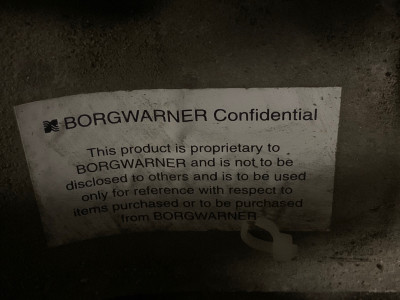 BORGWARNER Confidential
This product is proprietary to
BORGWARNER and is not to be
disclosed to others and is to be used
only for reference with respect to
items purchased or to be purchased
from BORGWARNER